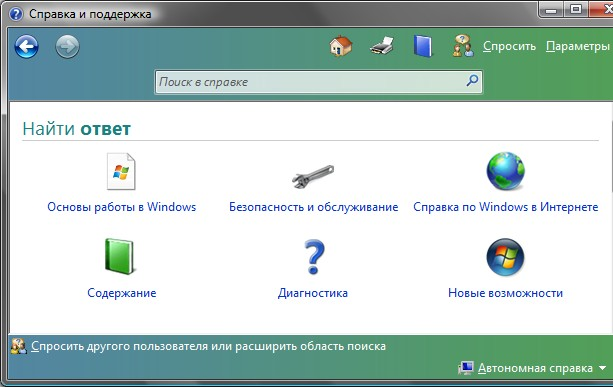 Справка и поддержка
Спросить Параметры
Поиск в справке
Найти ответ
Основы работы в Windows Безопасность и обслуживание Справка по Windows в Интернете
Содержание Диагностика Новые возможности
Спросить другого пользователя или расширить область поиска
Автономная справка